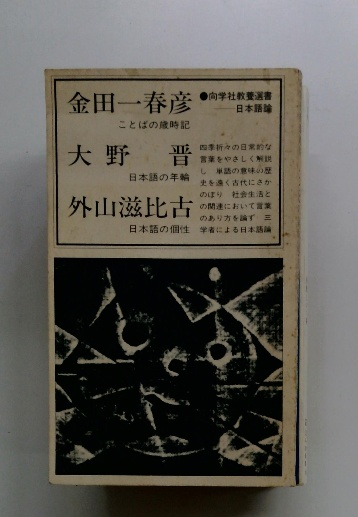 金田一春彦
ことばの歳時記
大野 晋
日本語の年輪
外山滋比古
日本語の個性
●向学社教養選書
——日本語論
四季折々の日常的な
言葉をやさしく解説
し 単語の意味の歴
史を遠く古代にさか
のぼり 社会生活と
の関連において言葉
のあり方を論ず 三
学者による日本語論